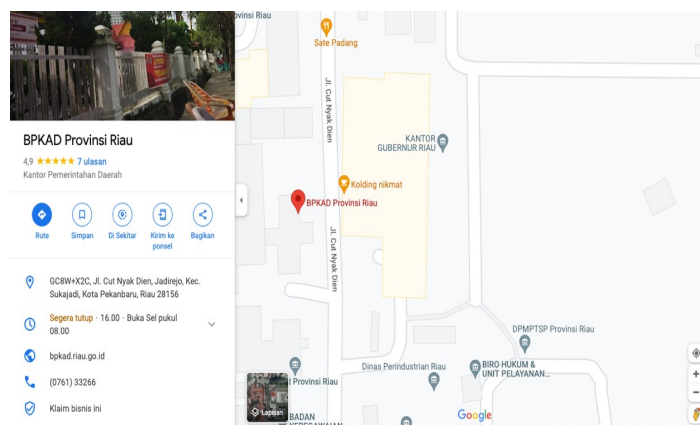 BPKAD Provinsi Riau
4,9 ★★★★★ 7 ulasan
Kantor Pemerintahan Daerah
Rute
Simpan
Di Sekitar
Kirim ke
ponsel
Bagikan
GC8W+X2C, Jl. Cut Nyak Dien, Jadirejo, Kec.
Sukajadi, Kota Pekanbaru, Riau 28156
Segera tutup · 16.00 · Buka Sel pukul
08.00
bpkad.riau.go.id
(0761) 33266
Klaim bisnis ini
ovinsi Riau
Sate Padang
Jl. Cut Nyak Dien
KANTOR
GUBERNUR RIAU
Kolding nikmat
BPKAD Provinsi Riau
Jl. Cut Nyak Dien
DPMPTSP Provinsi Riau
Dinas Perindustrian Riau
BIRO HUKUM &
UNIT PELAYANAN...
Provinsi Riau
Lapisan
BADAN
KEPEGAWAIAN
Google